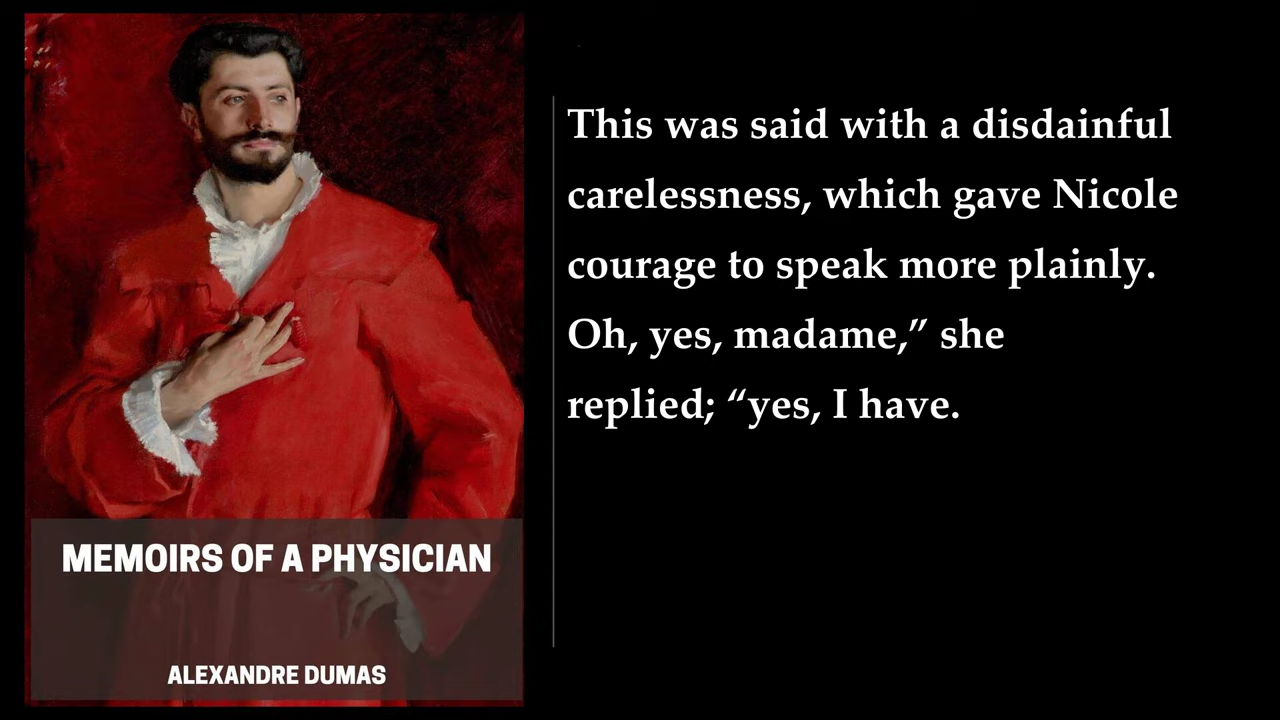 This was said with a disdainful
carelessness, which gave Nicole
courage to speak more plainly.
Oh, yes, madame,” she
replied; “yes, I have.
MEMOIRS OF A PHYSICIAN
ALEXANDRE DUMAS